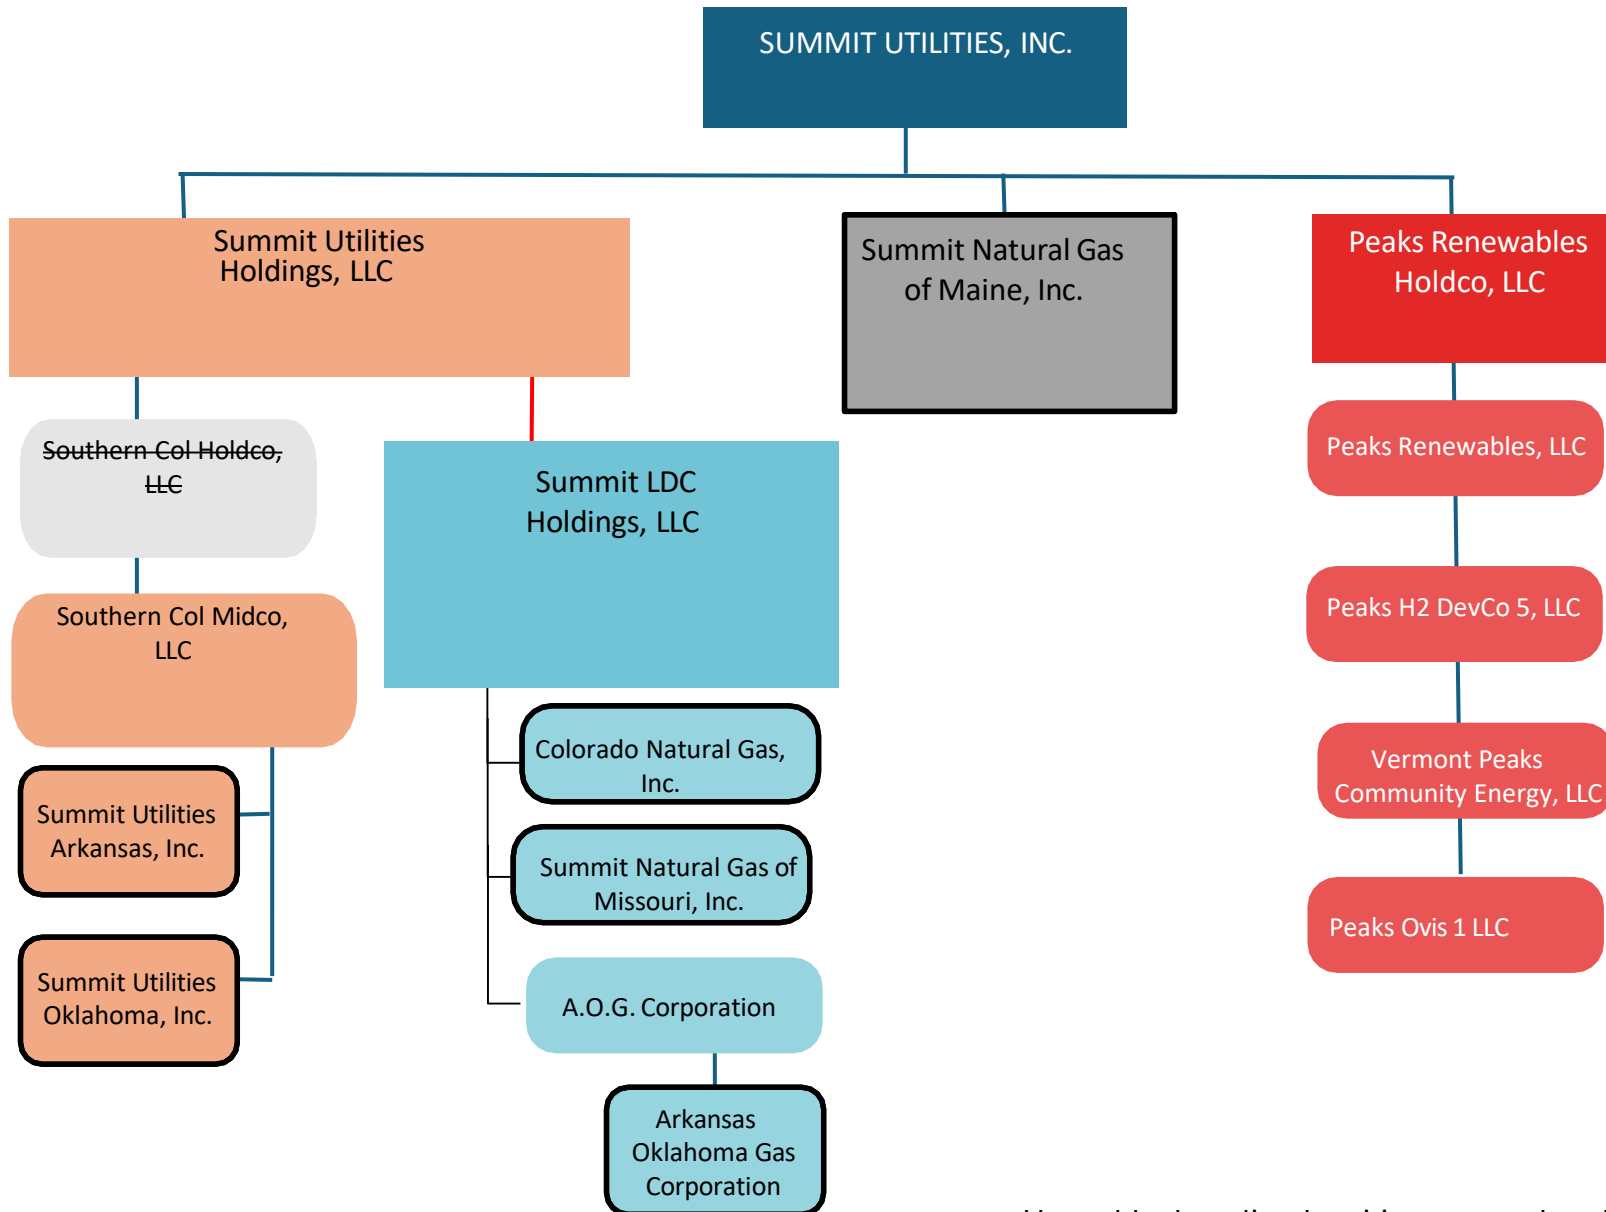 SUMMIT UTILITIES, INC.
Summit Utilities
Holdings, LLC
Summit Natural Gas
of Maine, Inc.
Peaks Renewables
Holdco, LLC
Southern Col Holdco,
LLC
Summit LDC
Holdings, LLC
Peaks Renewables, LLC
Southern Col Midco,
LLC
Peaks H2 DevCo 5, LLC
Colorado Natural Gas,
Inc.
Vermont Peaks
Community Energy, LLC
Summit Utilities
Arkansas, Inc.
Summit Natural Gas of
Missouri, Inc.
Peaks Ovis 1 LLC
Summit Utilities
Oklahoma, Inc.
A.O.G. Corporation
Arkansas
Oklahoma Gas
Corporation